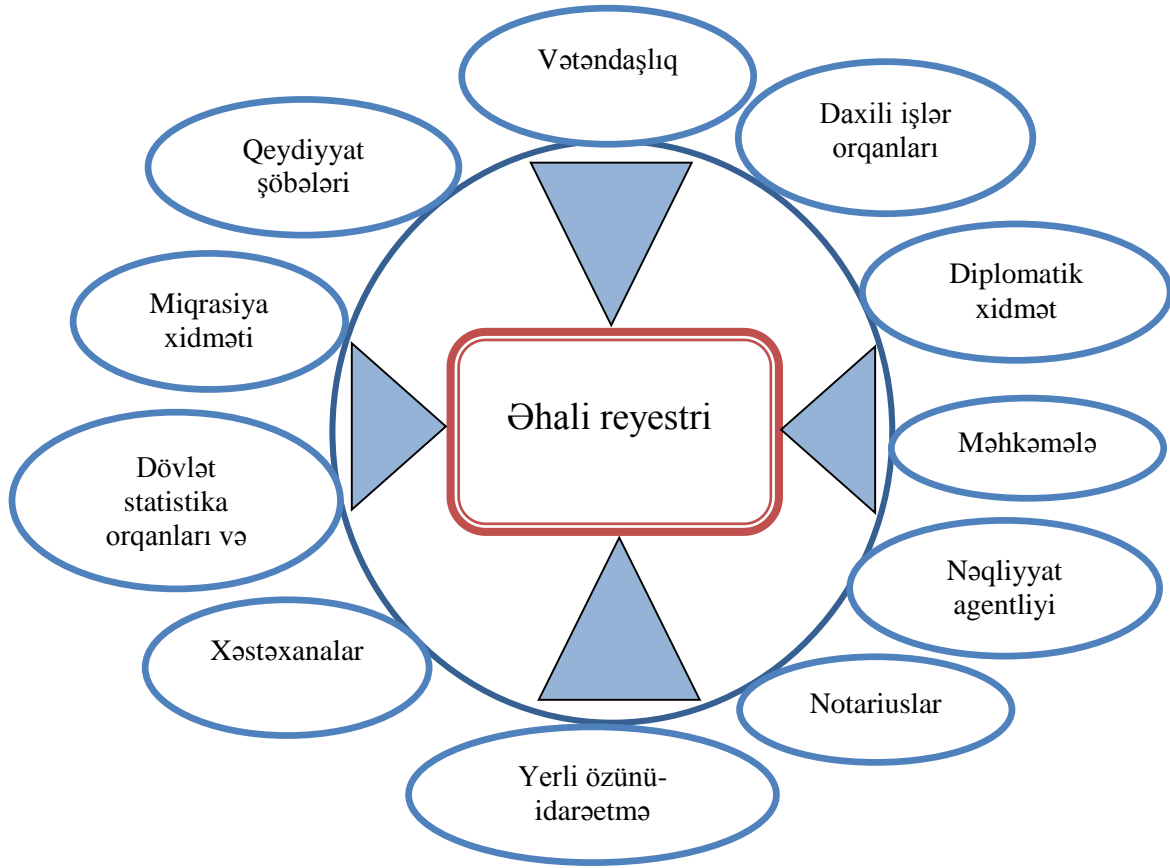 Vətəndaşlıq
Daxili işlər
orqanları
Qeydiyyat
şöbələri
Diplomatik
xidmət
Miqrasiya
xidməti
Əhali reyestri
Məhkəmələ
Dövlət
statistika
orqanları və
Nəqliyyat
agentliyi
Xəstəxanalar
Notariuslar
Yerli özünü-
idarəetmə